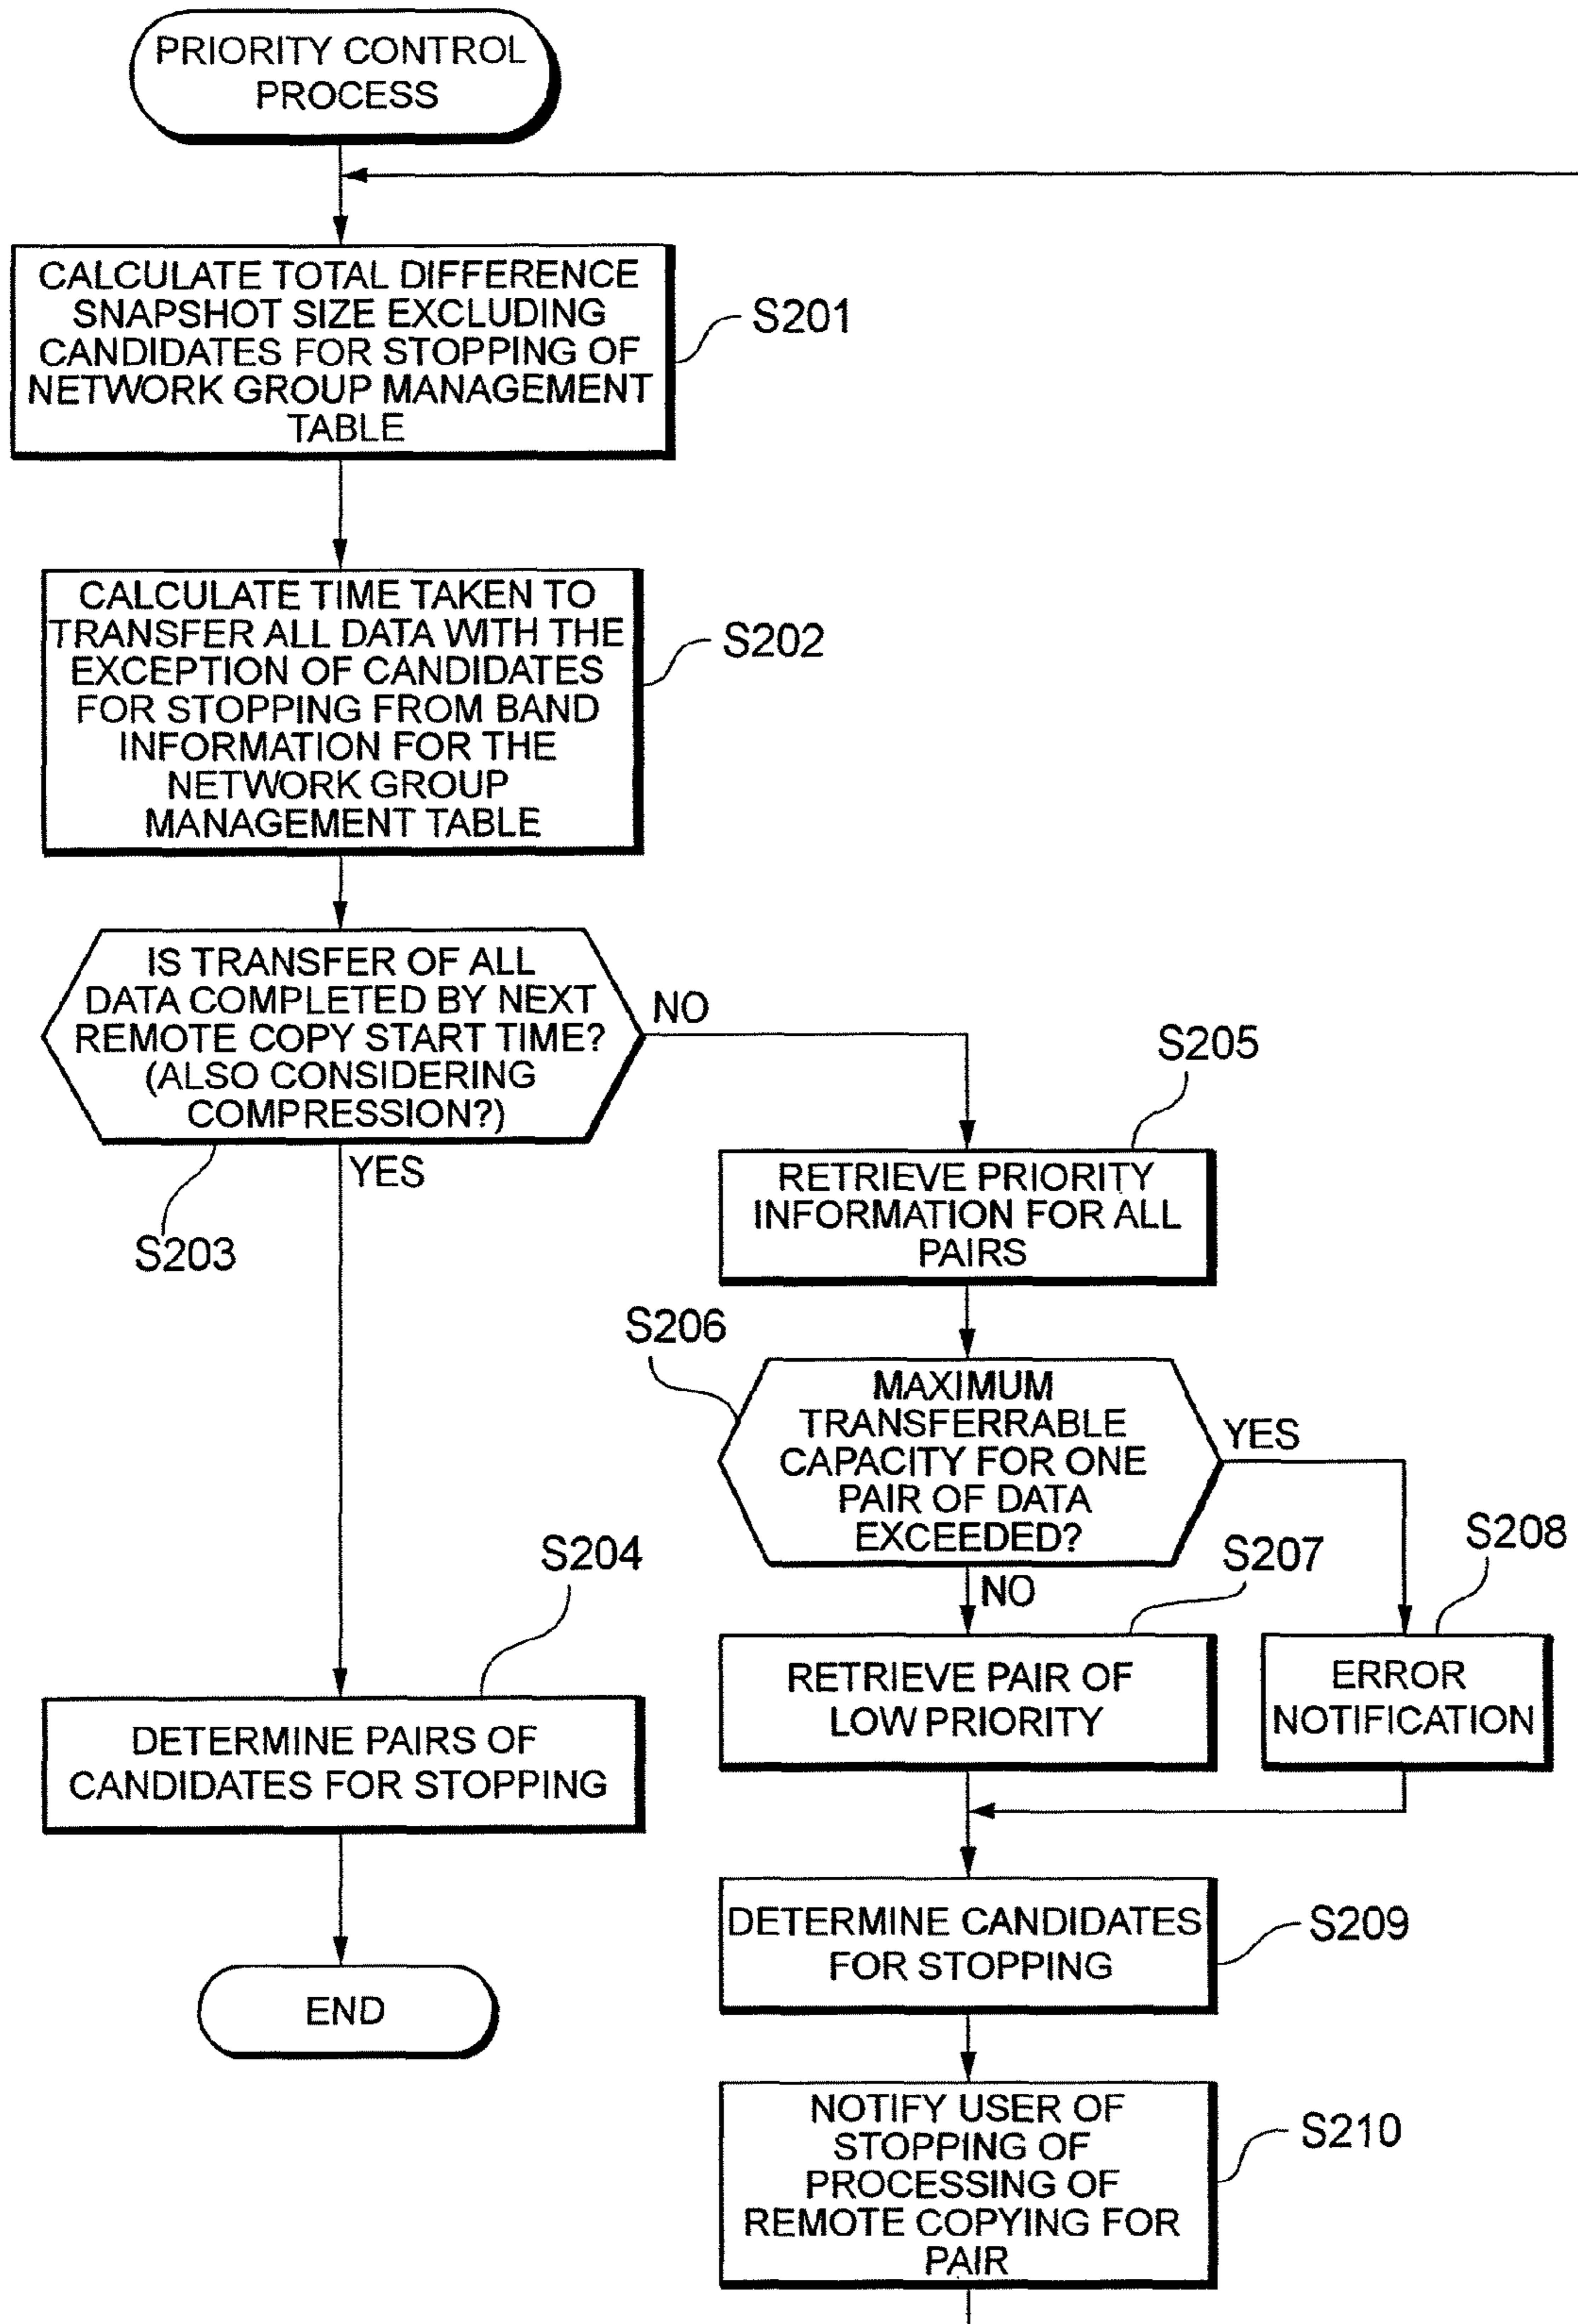 PRIORITY CONTROL
PROCESS
CALCULATE TOTAL DIFFERENCE
SNAPSHOT SIZE EXCLUDING
CANDIDATES FOR STOPPING OF
NETWORK GROUP MANAGEMENT
TABLE
S201
CALCULATE TIME TAKEN TO
TRANSFER ALL DATA WITH THE
EXCEPTION OF CANDIDATES
FOR STOPPING FROM BAND
INFORMATION FOR THE
NETWORK GROUP
MANAGEMENT TABLE
S202
IS TRANSFER OF ALL
DATA COMPLETED BY NEXT
REMOTE COPY START TIME?
(ALSO CONSIDERING
COMPRESSION?)
NO
YES
S203
S205
RETRIEVE PRIORITY
INFORMATION FOR ALL
PAIRS
S206
MAXIMUM
TRANSFERRABLE
CAPACITY FOR ONE
PAIR OF DATA
EXCEEDED?
YES
NO
S204
DETERMINE PAIRS OF
CANDIDATES FOR STOPPING
END
S207
RETRIEVE PAIR OF
LOW PRIORITY
S208
ERROR
NOTIFICATION
DETERMINE CANDIDATES
FOR STOPPING
S209
NOTIFY USER OF
STOPPING OF
PROCESSING OF
REMOTE COPYING FOR
PAIR
S210